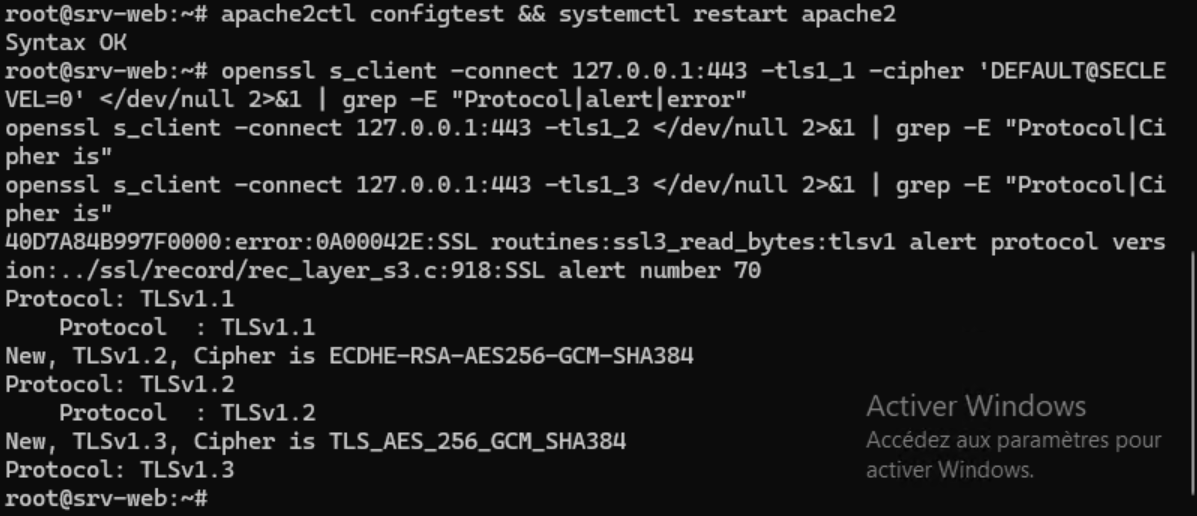 root@srv-web:~# apache2ctl configtest && systemctl restart apache2
Syntax OK
root@srv-web:~# openssl s_client -connect 127.0.0.1:443 -tls1_1 -cipher 'DEFAULT@SECLE
VEL=0' </dev/null 2>&1 | grep -E "Protocol|alert|error"
openssl s_client -connect 127.0.0.1:443 -tls1_2 </dev/null 2>&1 | grep -E "Protocol|Ci
pher is"
openssl s_client -connect 127.0.0.1:443 -tls1_3 </dev/null 2>&1 | grep -E "Protocol|Ci
pher is"
40D7A84B997F0000:error:0A00042E:SSL routines:ssl3_read_bytes:tlsv1 alert protocol vers
ion:../ssl/record/rec_layer_s3.c:918:SSL alert number 70
Protocol: TLSv1.1
    Protocol  : TLSv1.1
New, TLSv1.2, Cipher is ECDHE-RSA-AES256-GCM-SHA384
Protocol: TLSv1.2
    Protocol  : TLSv1.2
New, TLSv1.3, Cipher is TLS_AES_256_GCM_SHA384
Protocol: TLSv1.3
root@srv-web:~#
Activer Windows
Accédez aux paramètres pour
activer Windows.